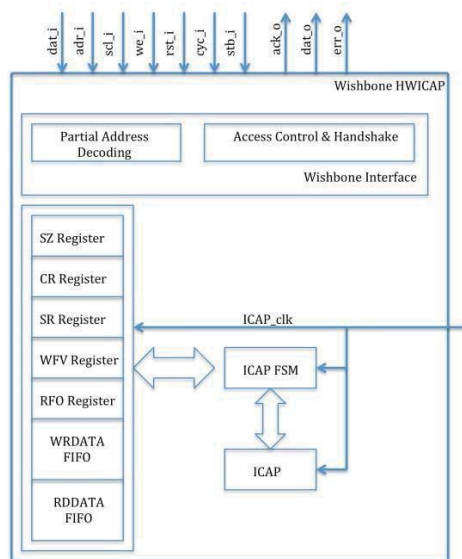 dat_i
adr_i
scl_i
we_i
rst_i
cyc_i
stb_i
ack_o
dat_o
err_o
Wishbone HWICAP
Partial Address
Decoding
Access Control & Handshake
Wishbone Interface
SZ Register
CR Register
SR Register
WFV Register
RFO Register
WRDATA
FIFO
RDDATA
FIFO
ICAP_clk
ICAP FSM
ICAP